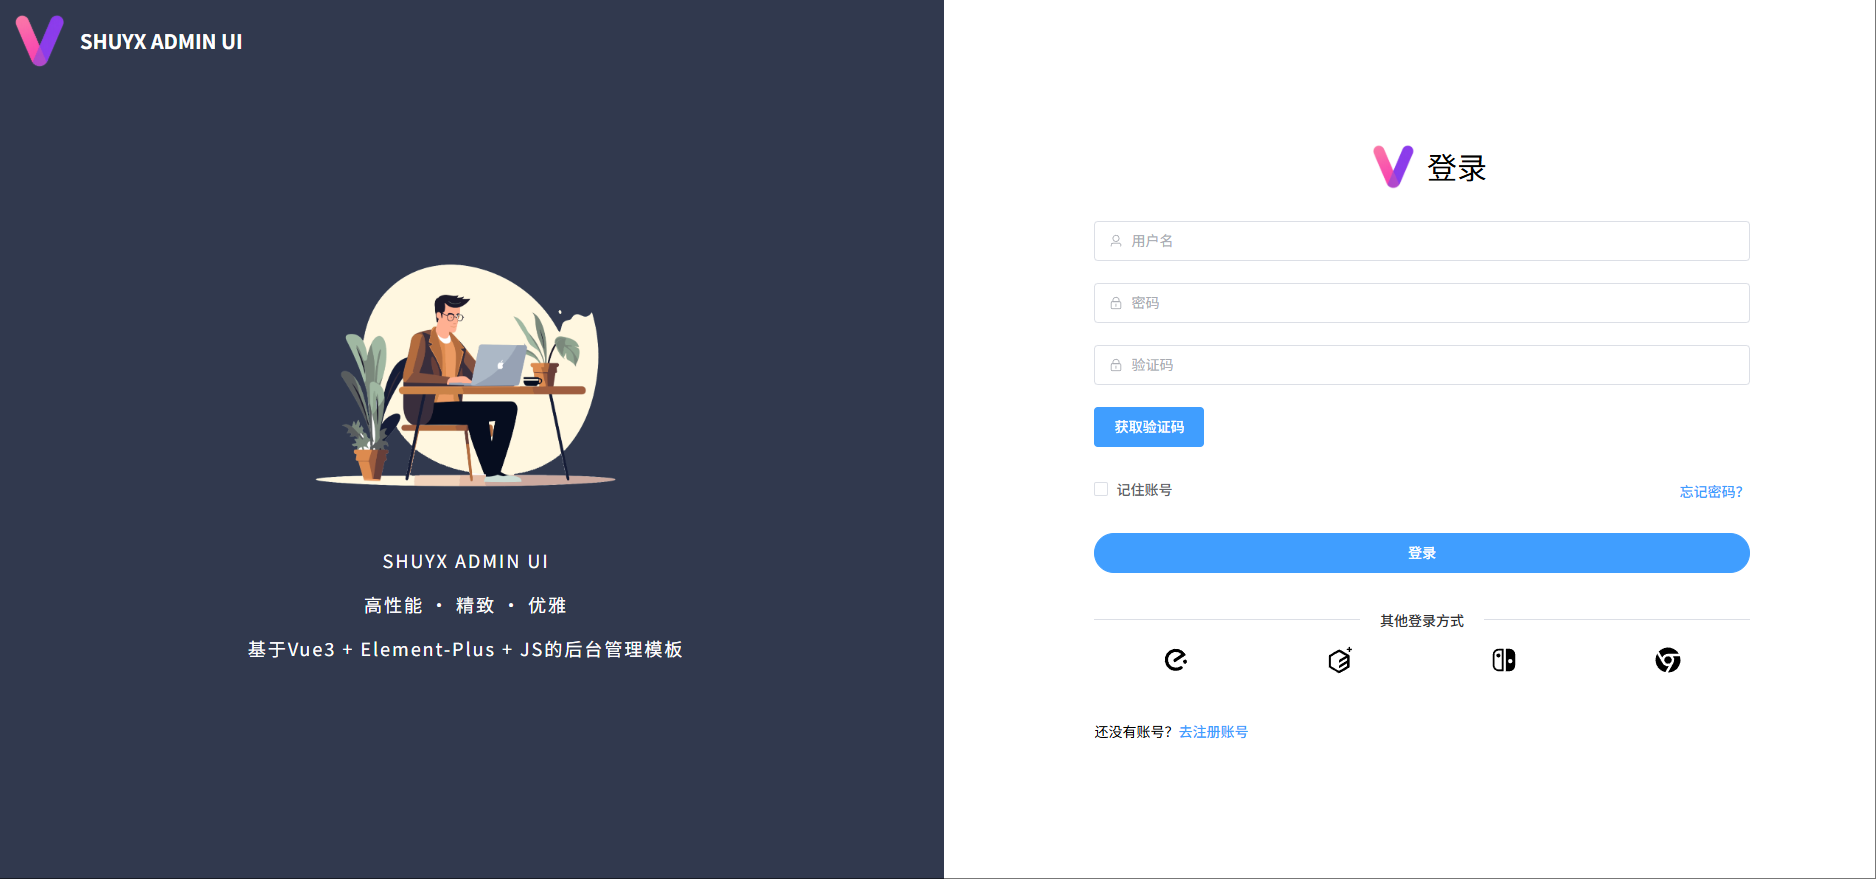 SHUYX ADMIN UI
SHUYX ADMIN UI
高性能 · 精致 · 优雅
基于Vue3 + Element-Plus + JS的后台管理模板
登录
用户名
密码
验证码
获取验证码
记住账号
忘记密码?
登录
其他登录方式
还没有账号? 去注册账号